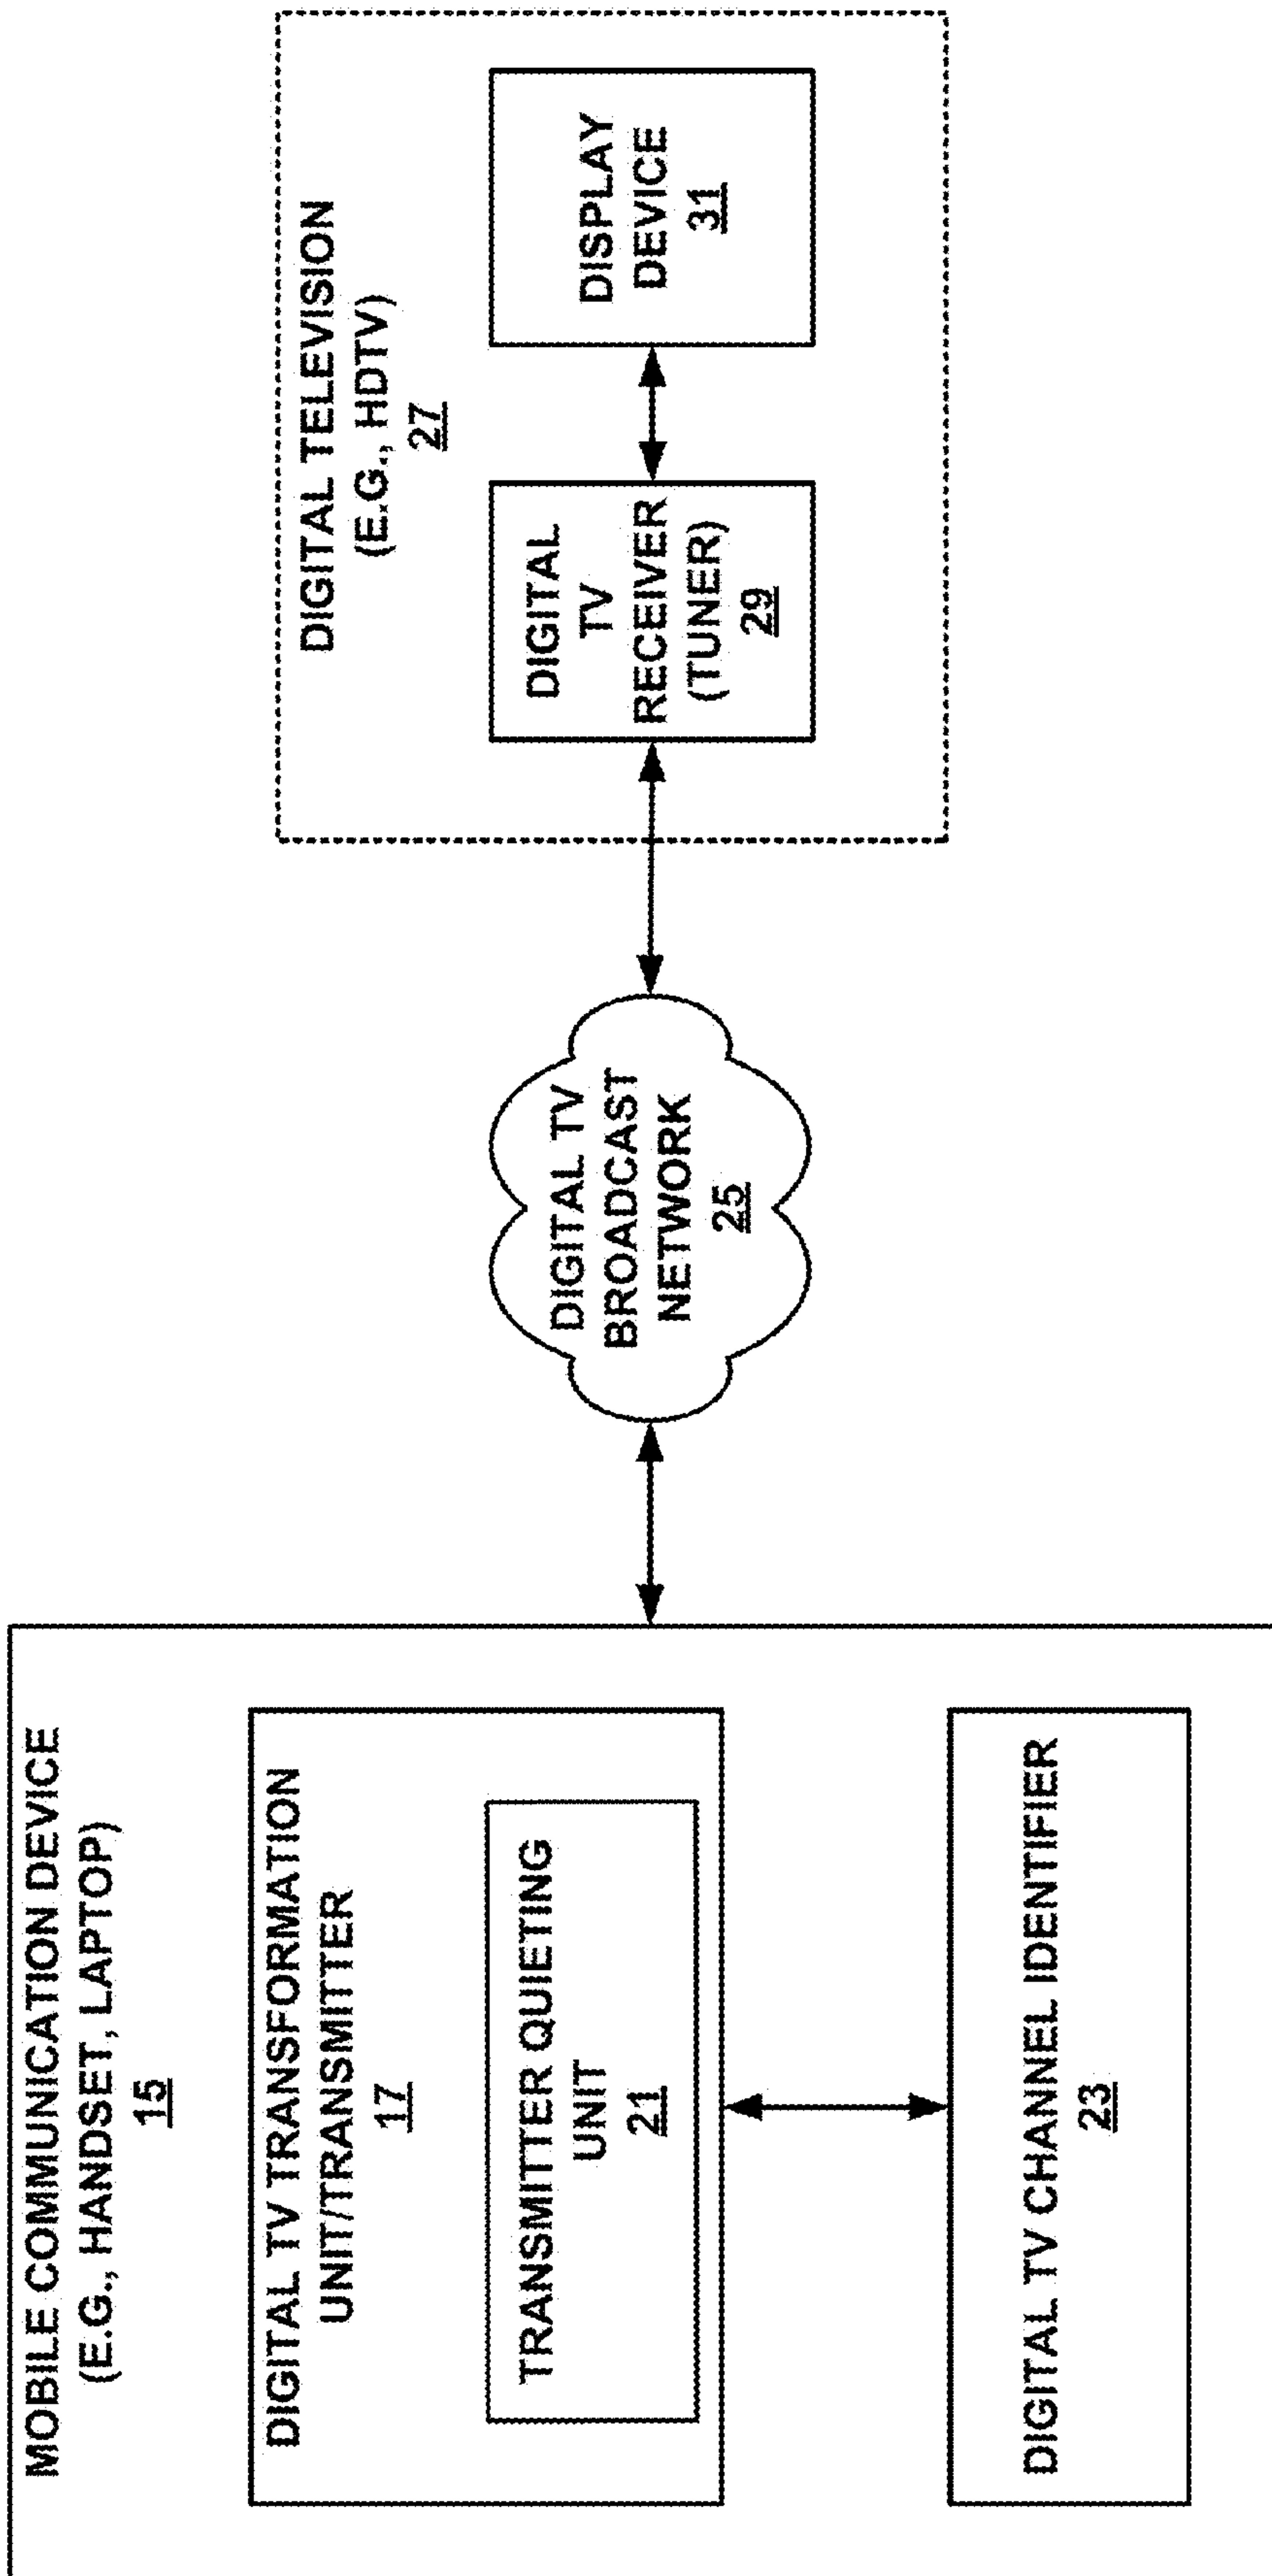 MOBILE COMMUNICATION DEVICE
(E.G., HANDSET, LAPTOP)
15
DIGITAL TV TRANSFORMATION
UNIT/TRANSMITTER
17
TRANSMITTER QUIETING
UNIT
21
DIGITAL TV CHANNEL IDENTIFIER
23
DIGITAL TV
BROADCAST
NETWORK
25
DIGITAL TELEVISION
(E.G., HDTV)
27
DIGITAL
TV
RECEIVER
(TUNER)
29
DISPLAY
DEVICE
31